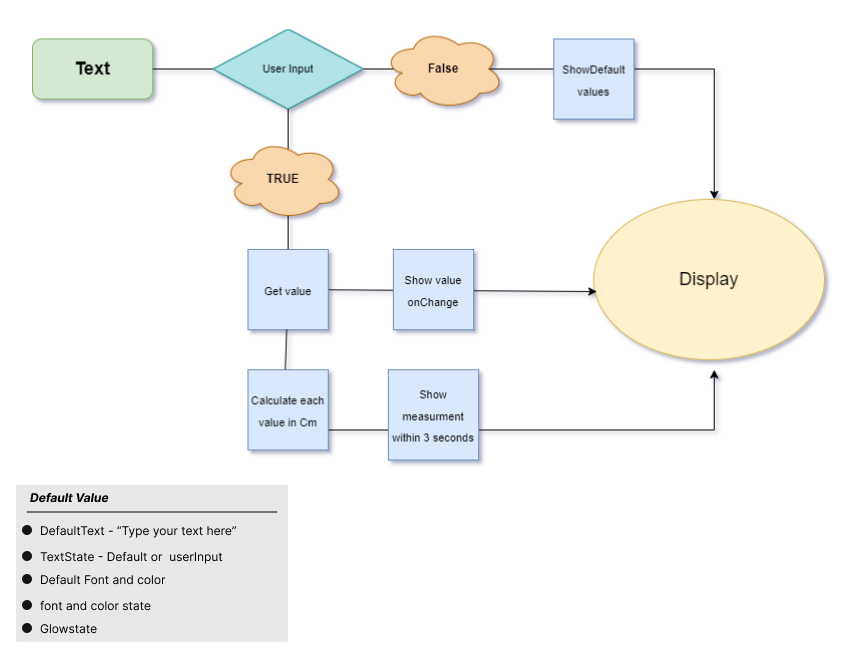 Text
User Input
False
ShowDefault
values
TRUE
Get value
Show value
onChange
Display
Calculate each
value in Cm
Show
measurment
within 3 seconds
Default Value
DefaultText - “Type your text here”
TextState - Default or userInput
Default Font and color
font and color state
Glowstate